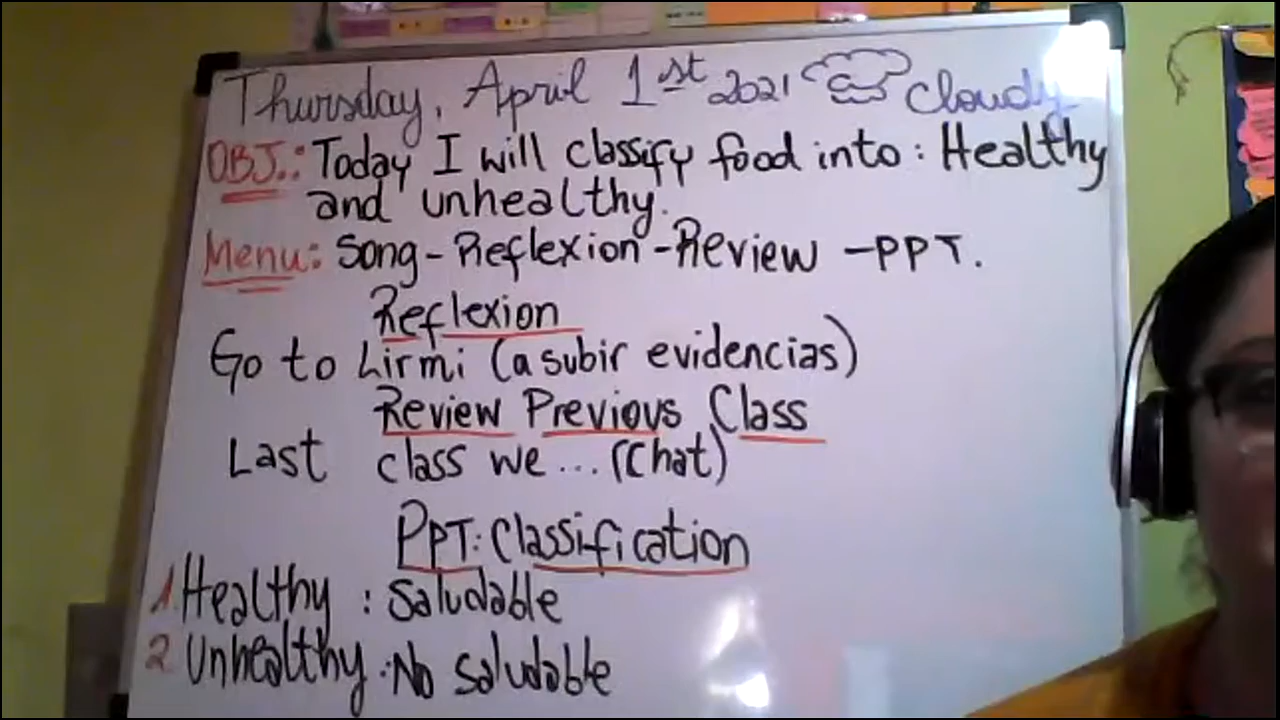 Thursday, April 1st 2021 Cloudy
OBJ.: Today I will classify food into: Healthy
and unhealthy.
Menu: Song - Reflexion - Review - PPT.
Reflexion
Go to Lirmi (a subir evidencias)
Review Previous Class
Last class we... (Chat)
PPT: Classification
1. Healthy : Saludable
2. Unhealthy : No saludable